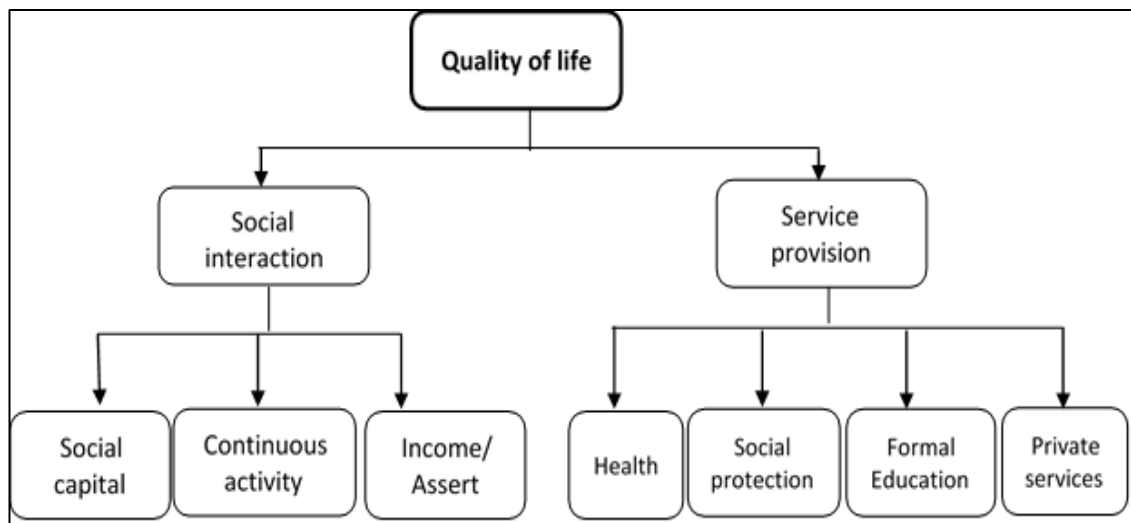 Quality of life
Social
interaction
Service
provision
Social
capital
Continuous
activity
Income/
Assert
Health
Social
protection
Formal
Education
Private
services